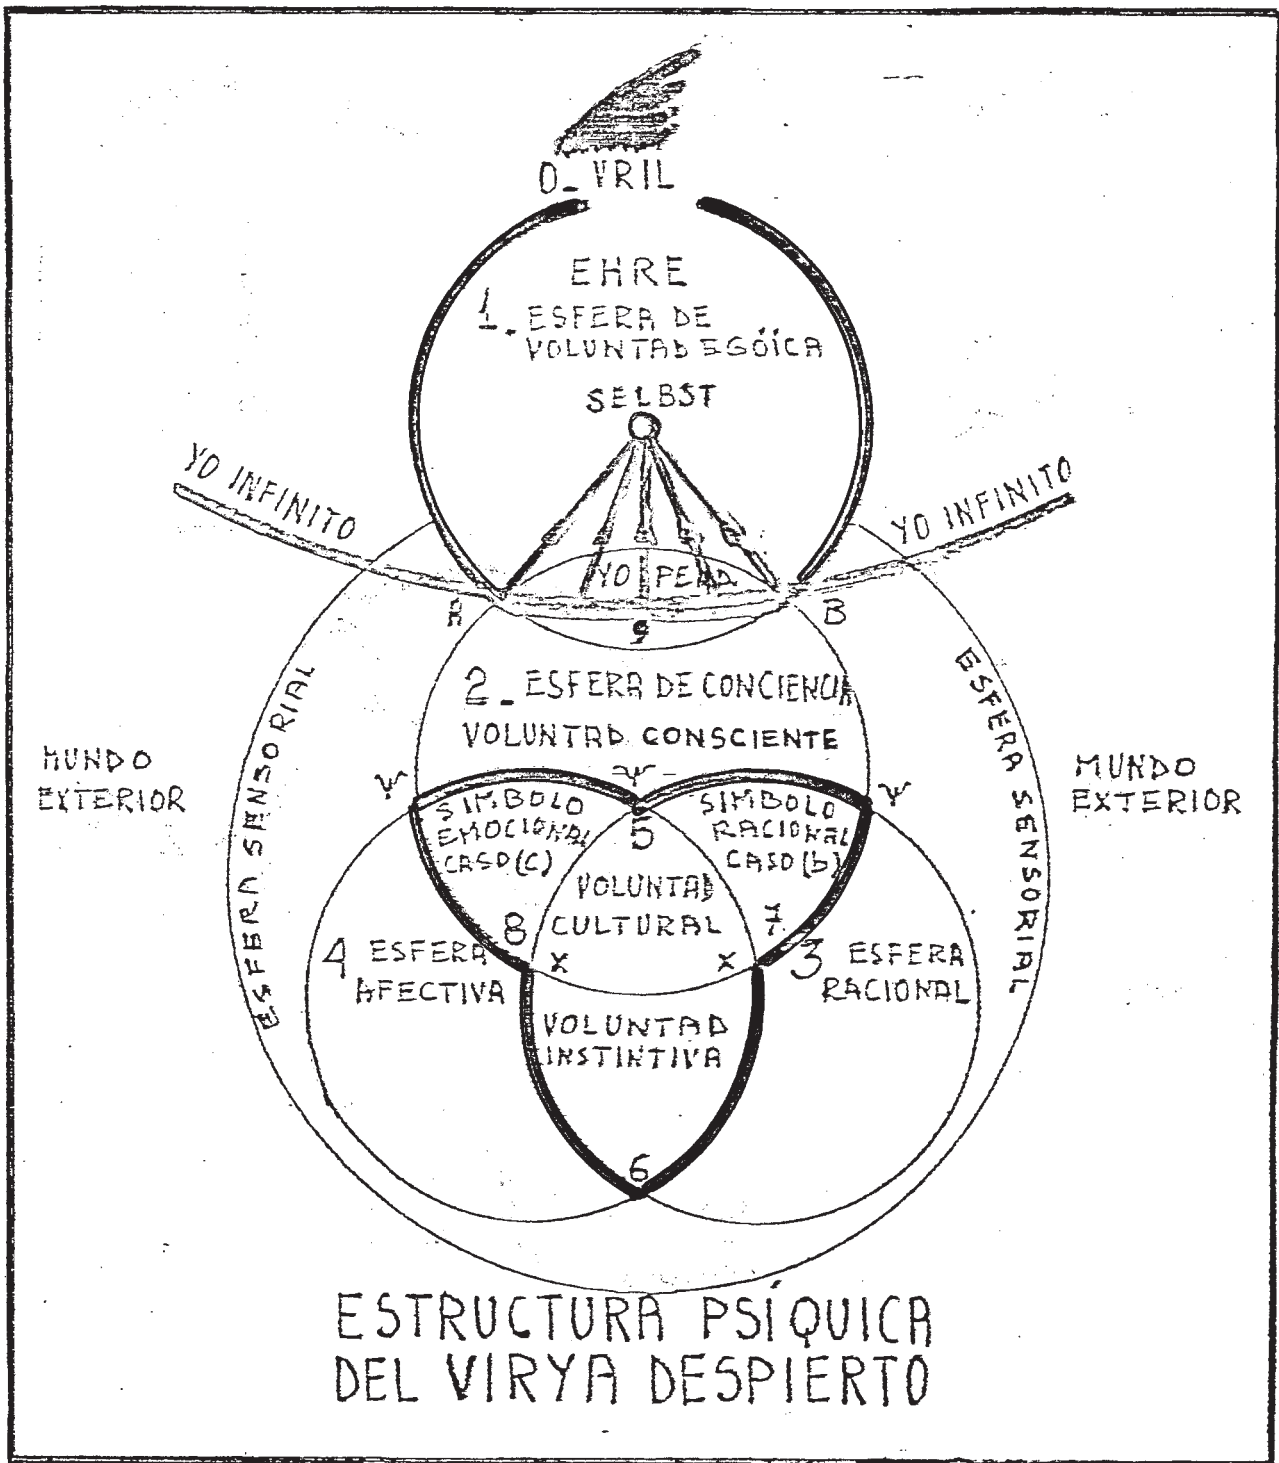 0_ VRIL
EHRE
1_ ESFERA DE
VOLUNTAD EGÓICA
SELBST
YO INFINITO
YO INFINITO
YO
A
B
9
2_ ESFERA DE CONCIENCIA
VOLUNTAD CONSCIENTE
ESFERA SENSORIAL
ESFERA SENSORIAL
MUNDO
EXTERIOR
MUNDO
EXTERIOR
Ψ
Ψ
Ψ
SIMBOLO
EMOCIONAL
CASO (c)
5
SIMBOLO
RACIONAL
CASO (b)
VOLUNTAD
CULTURAL
8
7
X
X
4 ESFERA
AFECTIVA
3 ESFERA
RACIONAL
VOLUNTAD
INSTINTIVA
6
ESTRUCTURA PSÍQUICA
DEL VIRYA DESPIERTO